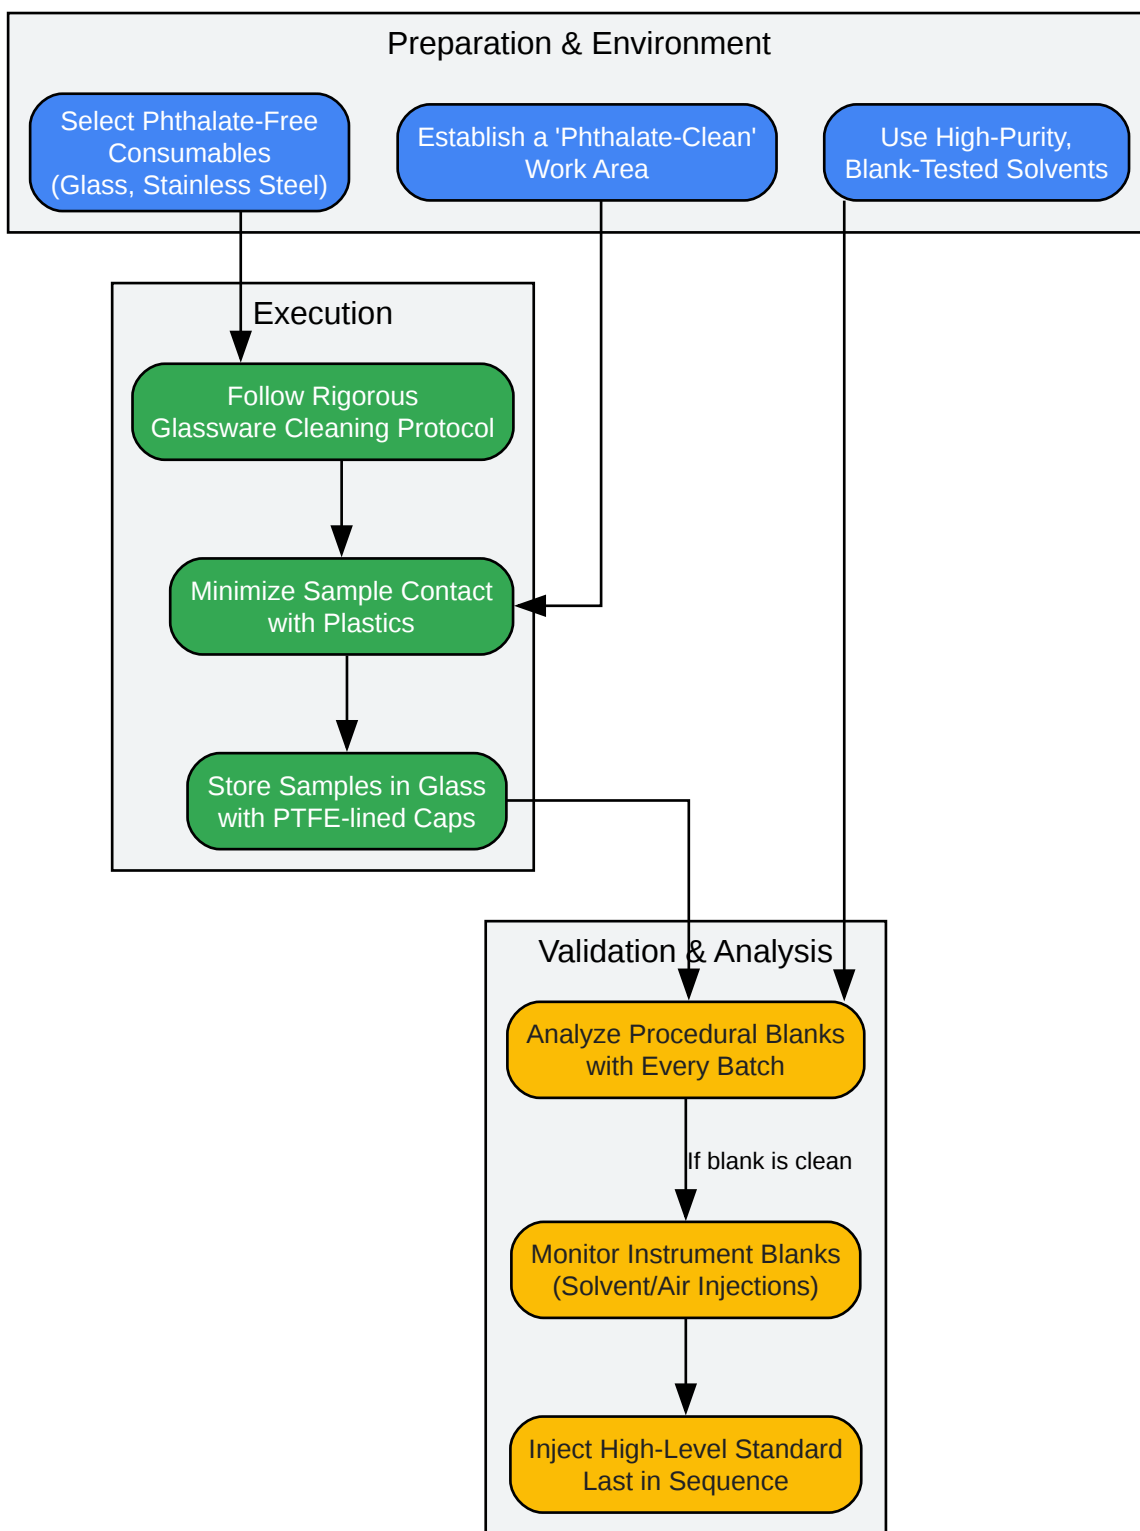 Preparation & Environment
Select Phthalate-Free
Consumables
(Glass, Stainless Steel)
Establish a 'Phthalate-Clean'
Work Area
Use High-Purity,
Blank-Tested Solvents
Execution
Follow Rigorous
Glassware Cleaning Protocol
Minimize Sample Contact
with Plastics
Store Samples in Glass
with PTFE-lined Caps
Validation & Analysis
Analyze Procedural Blanks
with Every Batch
If blank is clean
Monitor Instrument Blanks
(Solvent/Air Injections)
Inject High-Level Standard
Last in Sequence